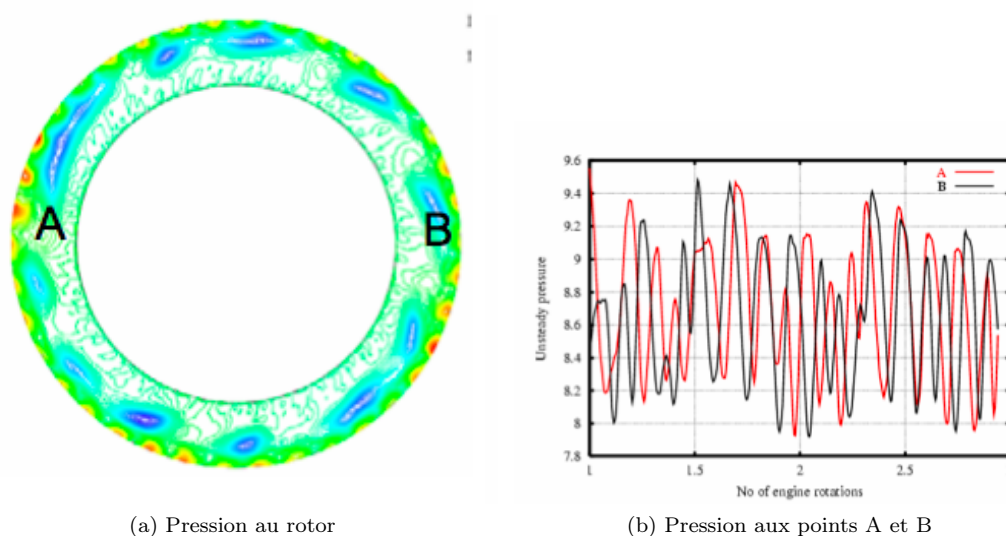 A
B
9.6
A
B
9.4
9.2
9
8.8
8.6
8.4
8.2
8
7.8
Unsteady pressure
1
1.5
2
2.5
No of engine rotations
(a) Pression au rotor
(b) Pression aux points A et B